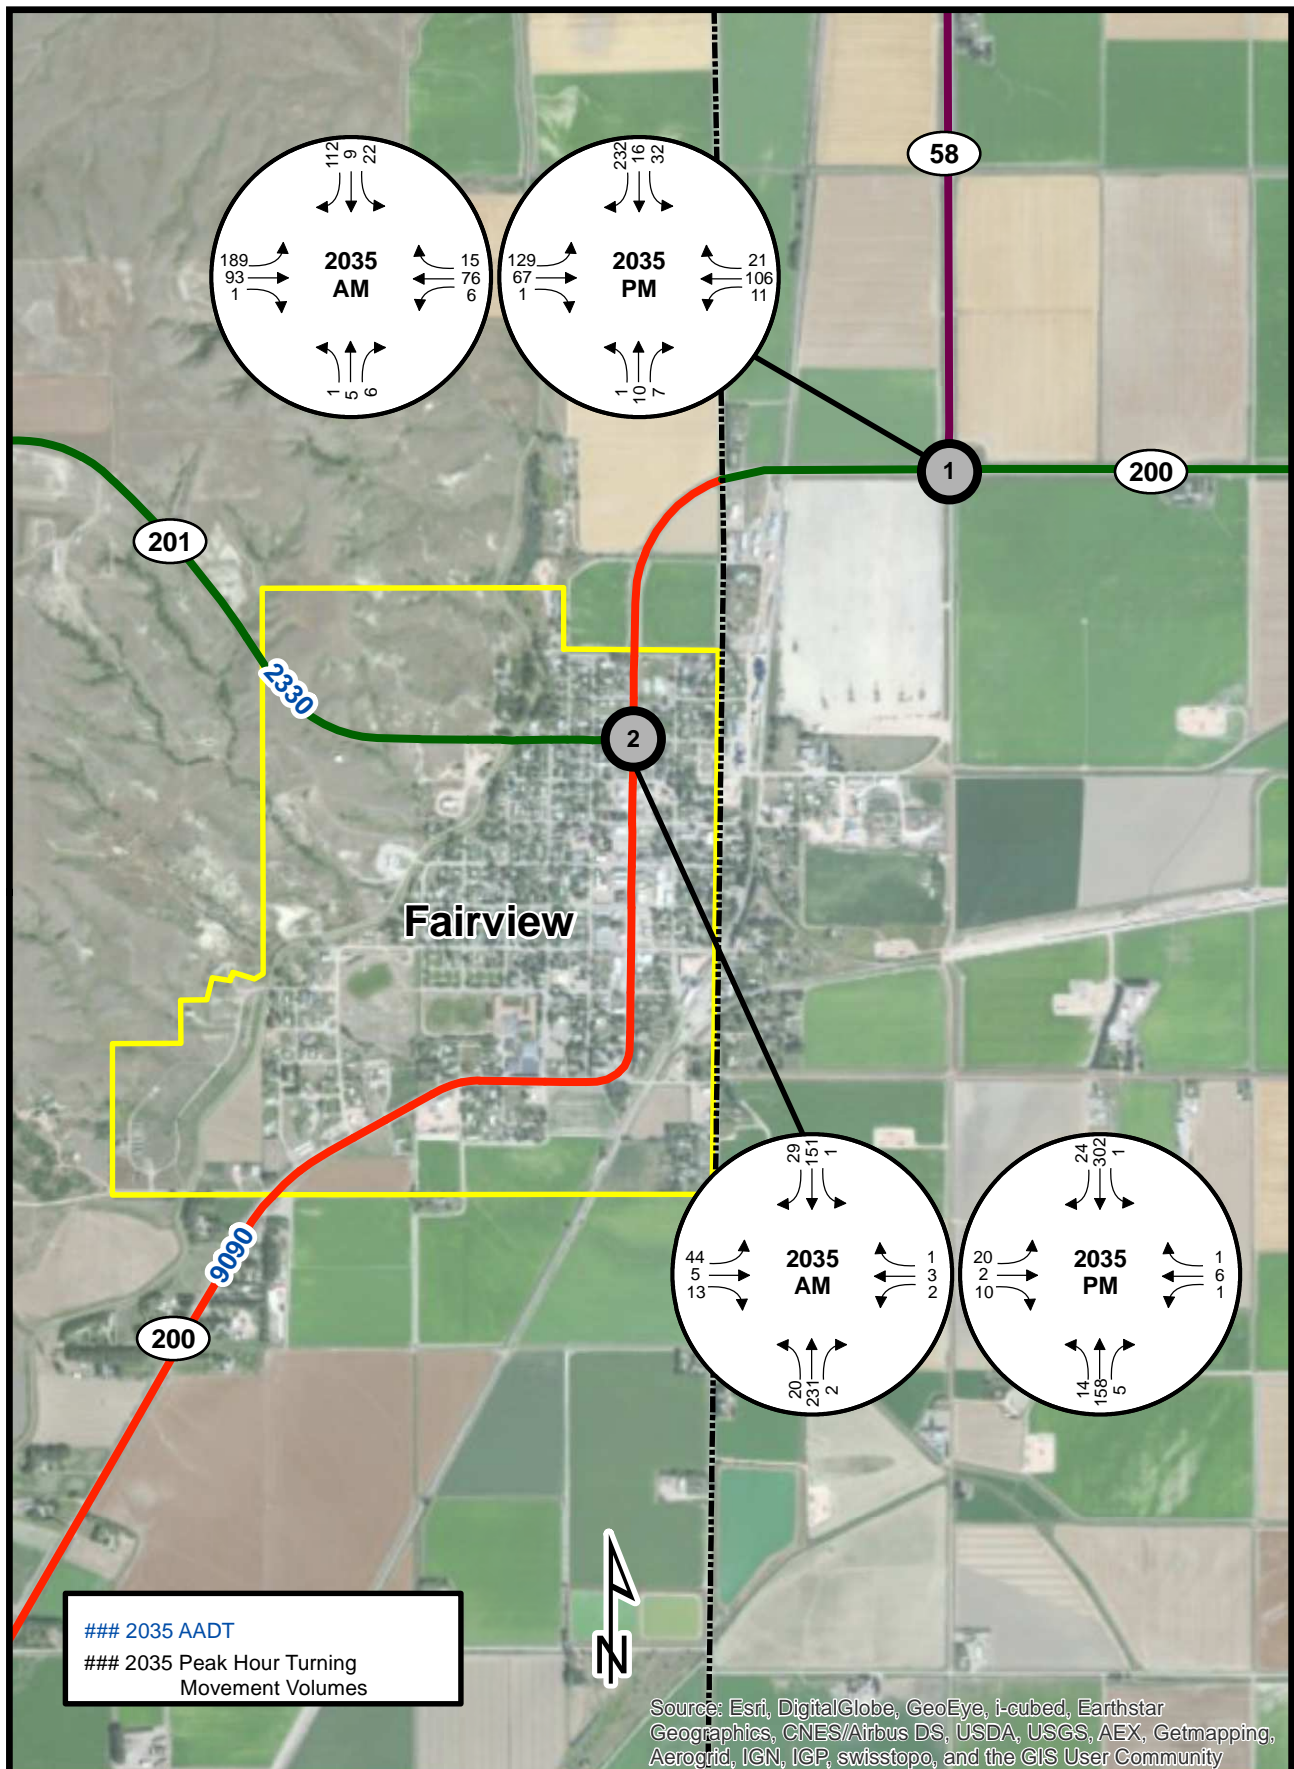 112 9 22
189
93
1
2035
AM
15
76
6
1 5 6
232 16 32
129
67
1
2035
PM
21
106
11
1 10 7
58
1
200
201
2330
2
Fairview
9090
200
29 151 1
44
5
13
2035
AM
1
3
2
20 231 2
24 302 1
20
2
10
2035
PM
1
6
1
14 158 5
### 2035 AADT
### 2035 Peak Hour Turning
Movement Volumes
N
Source: Esri, DigitalGlobe, GeoEye, i-cubed, Earthstar
Geographics, CNES/Airbus DS, USDA, USGS, AEX, Getmapping,
Aerogrid, IGN, IGP, swisstopo, and the GIS User Community